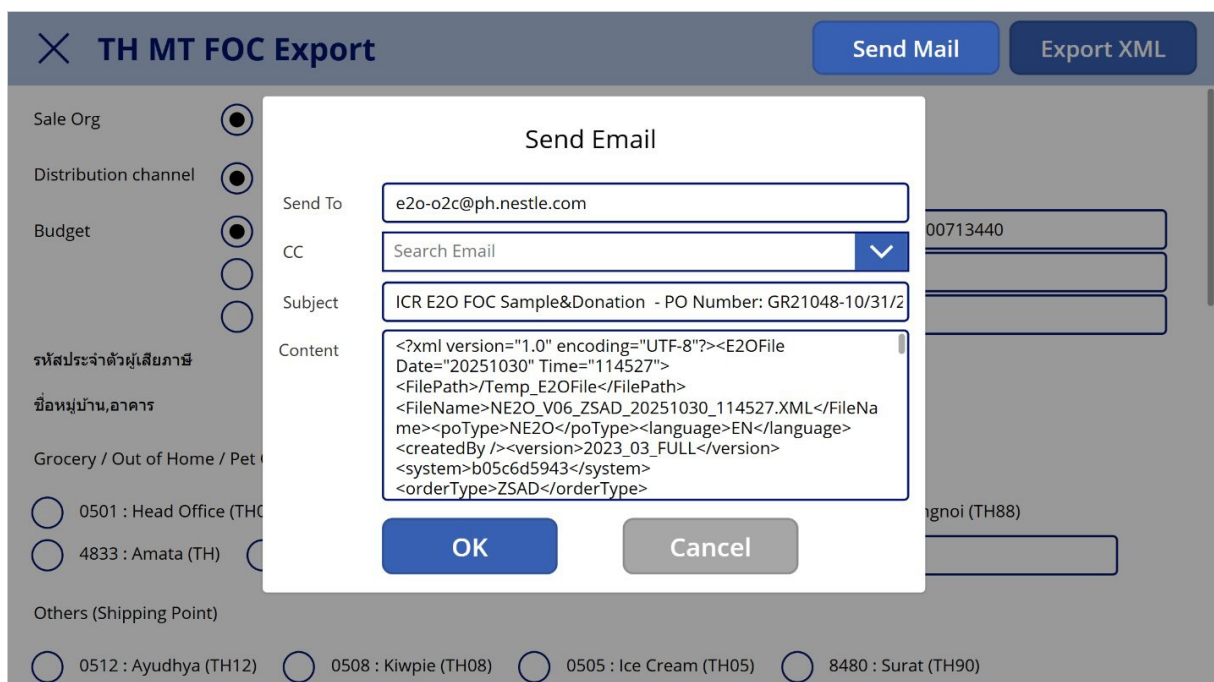 TH MT FOC Export
Send Mail
Export XML
Sale Org
Distribution channel
Budget
00713440
Send Email
Send To
e2o-o2c@ph.nestle.com
CC
Search Email
Subject
ICR E2O FOC Sample&Donation - PO Number: GR21048-10/31/2
Content
<?xml version="1.0" encoding="UTF-8"?><E2OFile
Date="20251030" Time="114527">
<FilePath>/Temp_E2OFile</FilePath>
<FileName>NE2O_V06_ZSAD_20251030_114527.XML</FileNa
me><poType>NE2O</poType><language>EN</language>
<createdBy /><version>2023_03_FULL</version>
<system>b05c6d5943</system>
<orderType>ZSAD</orderType>
OK
Cancel
รหัสประจำตัวผู้เสียภาษี
ชื่อหมู่บ้าน,อาคาร
Grocery / Out of Home / Pet
0501 : Head Office (TH
ngnoi (TH88)
4833 : Amata (TH)
Others (Shipping Point)
0512 : Ayudhya (TH12)
0508 : Kiwpie (TH08)
0505 : Ice Cream (TH05)
8480 : Surat (TH90)